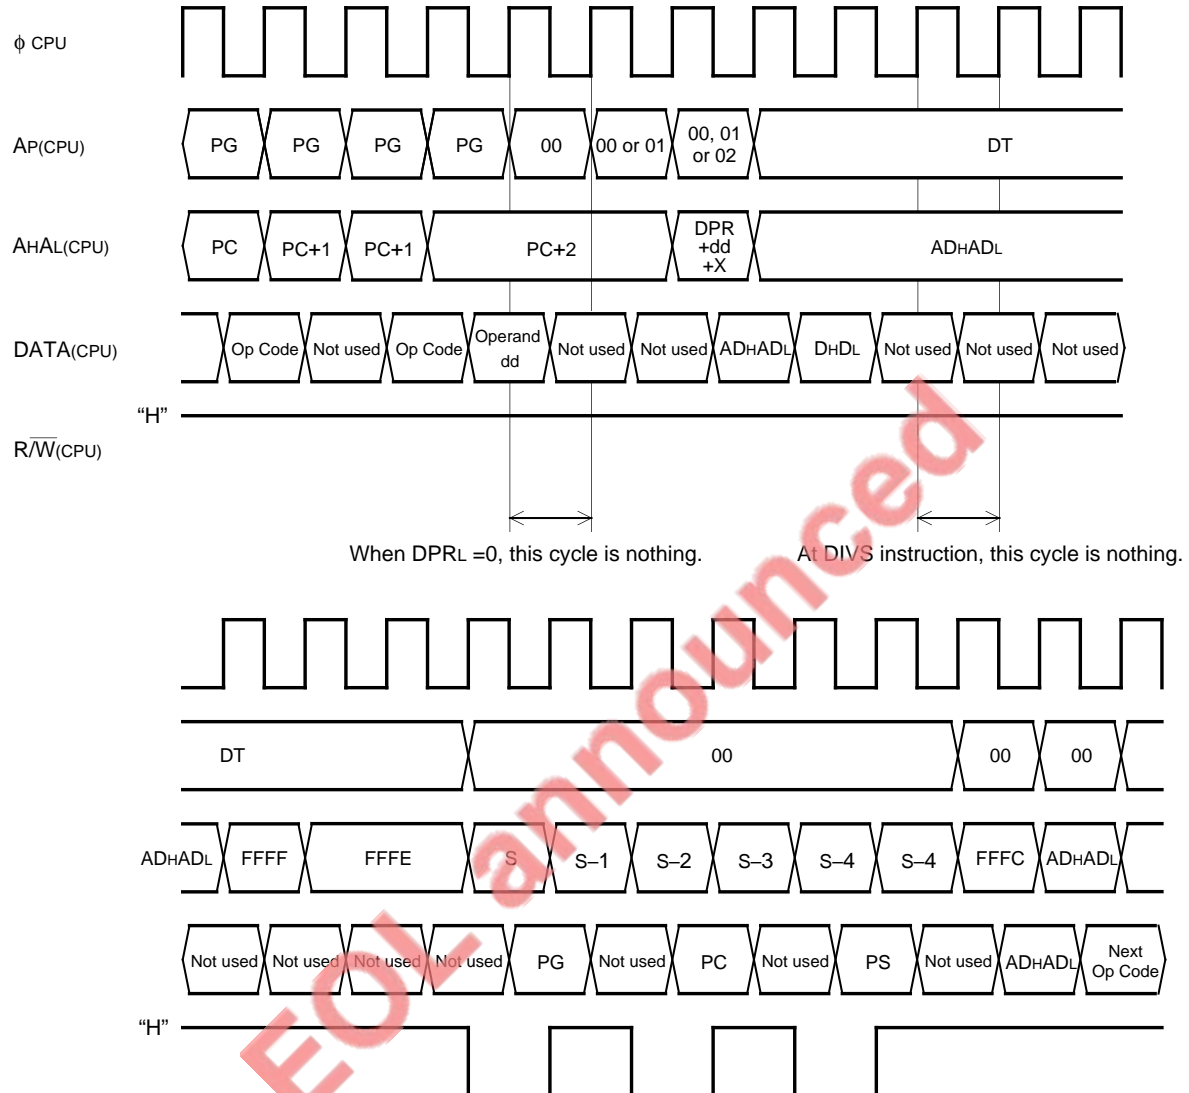 ϕ CPU
AP(CPU)
PG PG PG PG 00 00 or 01 00, 01 or 02 DT
AHAL(CPU)
PC PC+1 PC+1 PC+2 DPR +dd +X ADHADL
DATA(CPU)
Op Code Not used Op Code Operand dd Not used Not used ADHADL DHDL Not used Not used Not used
“H”
R/W̅(CPU)
When DPRL =0, this cycle is nothing. At DIVS instruction, this cycle is nothing.
DT 00 00 00
ADHADL FFFF FFFE S S–1 S–2 S–3 S–4 S–4 FFFC ADHADL
Not used Not used Not used Not used PG Not used PC Not used PS Not used ADHADL Next Op Code
“H”
EOL announced